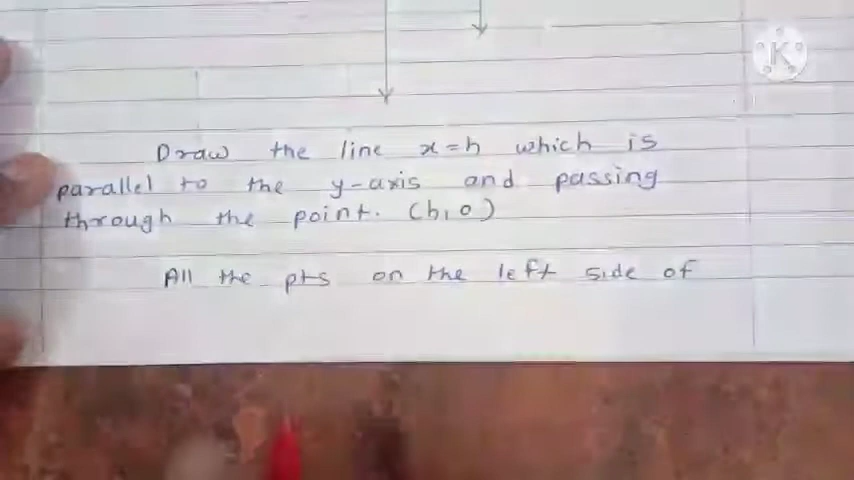 Draw the line x=h which is
parallel to the y-axis and passing
through the point. (h,0)
All the pts on the left side of
K